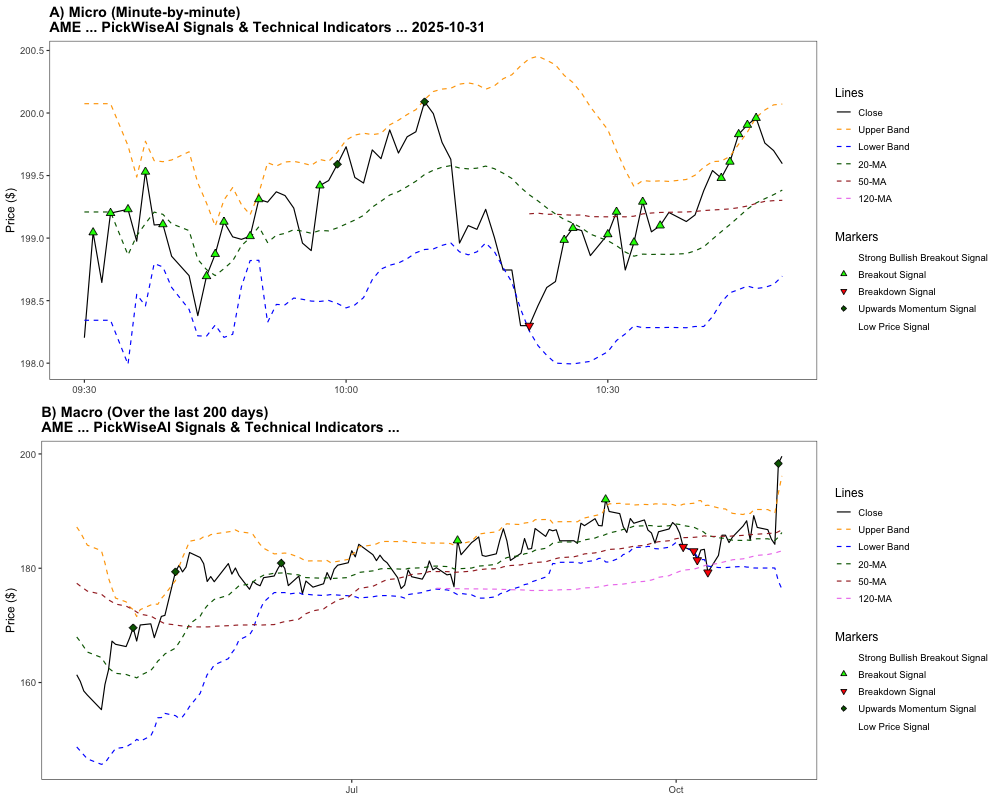 A) Micro (Minute-by-minute)
AME ... PickWiseAI Signals & Technical Indicators ... 2025-10-31
200.5
200.0
199.5
199.0
198.5
198.0
Price ($)
09:30
10:00
10:30
Lines
Close
Upper Band
Lower Band
20-MA
50-MA
120-MA
Markers
Strong Bullish Breakout Signal
Breakout Signal
Breakdown Signal
Upwards Momentum Signal
Low Price Signal
B) Macro (Over the last 200 days)
AME ... PickWiseAI Signals & Technical Indicators ...
200
180
160
Price ($)
Jul
Oct
Lines
Close
Upper Band
Lower Band
20-MA
50-MA
120-MA
Markers
Strong Bullish Breakout Signal
Breakout Signal
Breakdown Signal
Upwards Momentum Signal
Low Price Signal